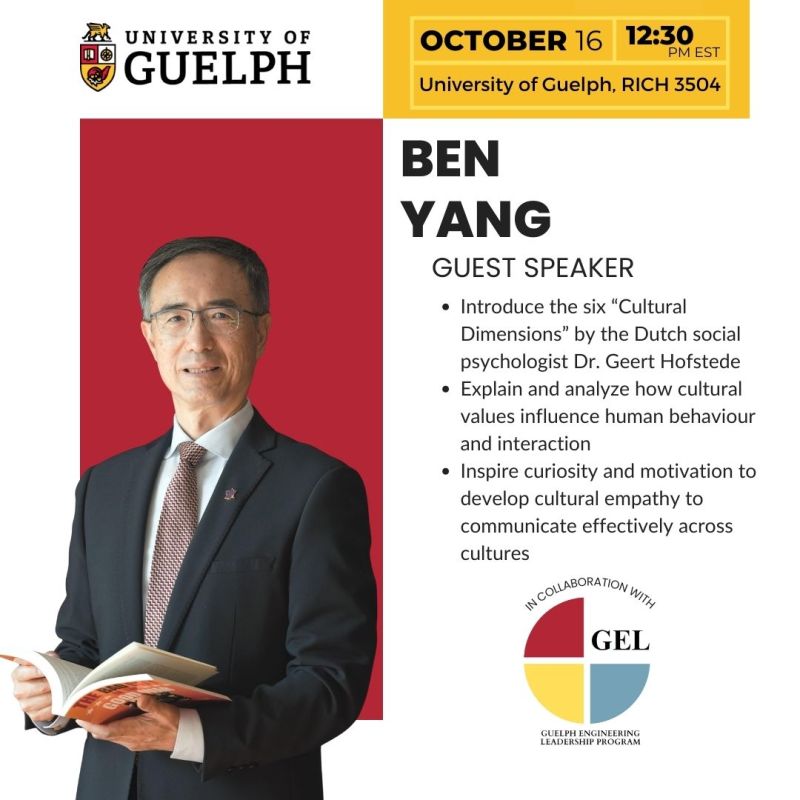 UNIVERSITY OF
GUELPH
OCTOBER 16
12:30
PM EST
University of Guelph, RICH 3504
BEN
YANG
GUEST SPEAKER
• Introduce the six “Cultural
Dimensions” by the Dutch social
psychologist Dr. Geert Hofstede
• Explain and analyze how cultural
values influence human behaviour
and interaction
• Inspire curiosity and motivation to
develop cultural empathy to
communicate effectively across
cultures
IN COLLABORATION WITH
GEL
GUELPH ENGINEERING
LEADERSHIP PROGRAM